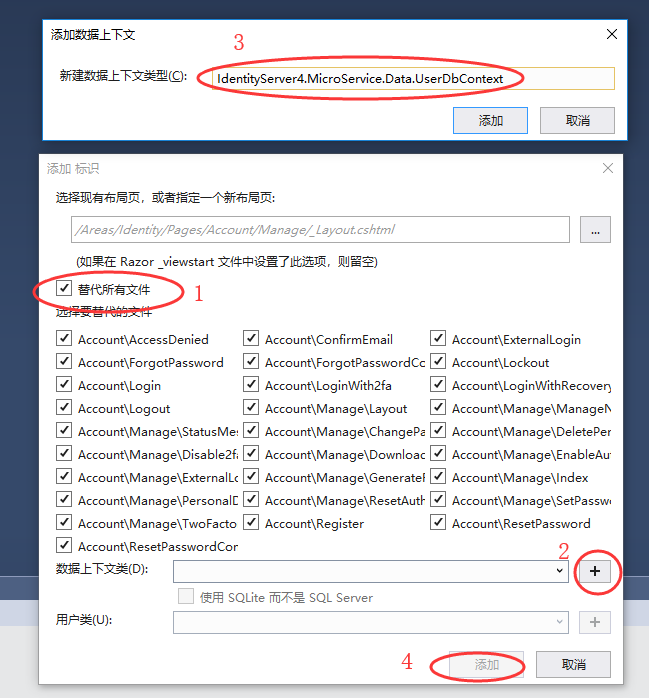 添加数据上下文
3
新建数据上下文类型(C):
IdentityServer4.MicroService.Data.UserDbContext
添加
取消
添加 标识
选择现有布局页，或者指定一个新布局页:
/Areas/Identity/Pages/Account/Manage/_Layout.cshtml
...
(如果在 Razor _viewstart 文件中设置了此选项，则留空)
替代所有文件
1
选择要替代的文件
Account\AccessDenied Account\ConfirmEmail Account\ExternalLogin
Account\ForgotPassword Account\ForgotPasswordCo Account\Lockout
Account\Login Account\LoginWith2fa Account\LoginWithRecovery
Account\Logout Account\Manage\Layout Account\Manage\ManageN
Account\Manage\StatusMes Account\Manage\ChangePa Account\Manage\DeletePer
Account\Manage\Disable2fa Account\Manage\Downloac Account\Manage\EnableAut
Account\Manage\ExternalLo Account\Manage\GenerateR Account\Manage\Index
Account\Manage\PersonalD Account\Manage\ResetAuth Account\Manage\SetPasswo
Account\Manage\TwoFacto Account\Register Account\ResetPassword
Account\ResetPasswordCon
2
数据上下文类(D):
+
使用 SQLite 而不是 SQL Server
用户类(U):
+
4
添加
取消